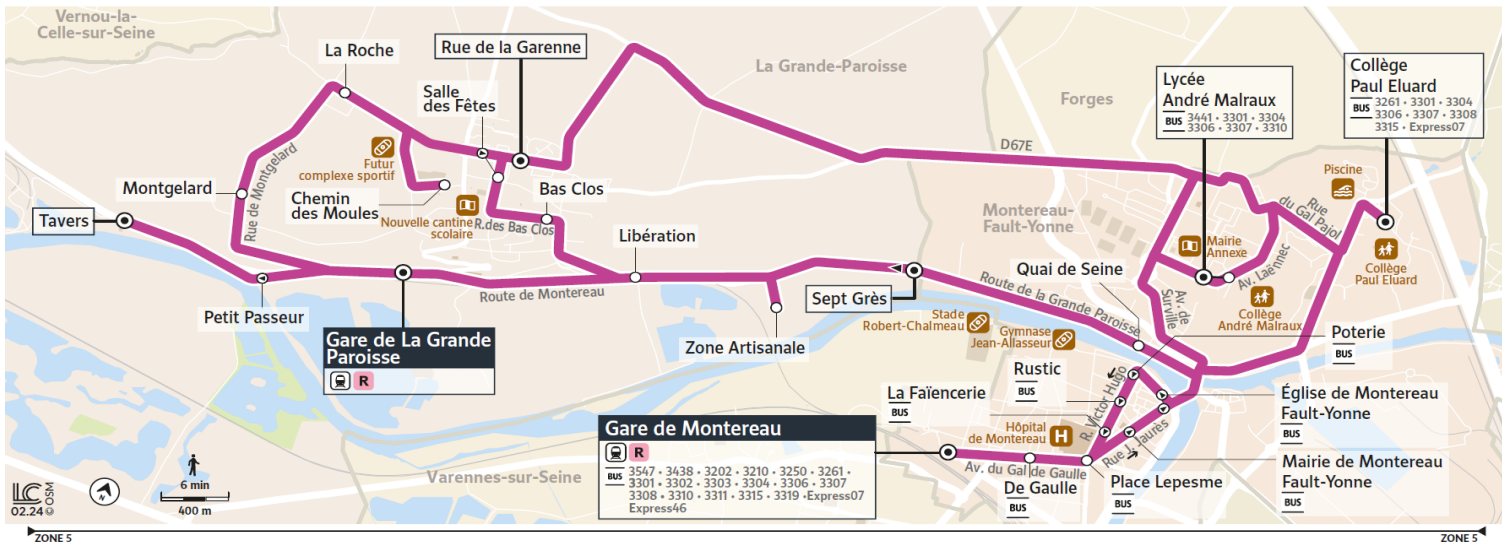 Vernou-la-
Celle-sur-Seine
La Roche
Rue de la Garenne
La Grande-Paroisse
Forges
Lycée
André Malraux
BUS 3441 • 3301 • 3304
3306 • 3307 • 3310
Collège
Paul Eluard
BUS 3261 • 3301 • 3304
3306 • 3307 • 3308
3315 • Express07
Salle
des Fêtes
D67E
Futur
complexe sportif
Piscine
Montgelard
Rue de Montgelard
Chemin
des Moules
Nouvelle cantine
scolaire
R.des Bas Clos
Bas Clos
Rue
du Gal Pajol
Tavers
Libération
Montereau-
Fault-Yonne
Mairie
Annexe
Av. Laënnec
Collège
Paul Eluard
Quai de Seine
Route de la Grande Paroisse
Av. de
Surville
Collège
André Malraux
Petit Passeur
Route de Montereau
Sept Grès
Gare de La Grande
Paroisse
R
Zone Artisanale
Stade
Robert-Chalmeau
Gymnase
Jean-Allasseur
Poterie
BUS
Rustic
BUS
R. Victor Hugo
La Faïencerie
BUS
Église de Montereau
Fault-Yonne
BUS
Hôpital
de Montereau
H
Rue J. Jaurès
Gare de Montereau
R
BUS 3547 • 3438 • 3202 • 3210 • 3250 • 3261 •
3301 • 3302 • 3303 • 3304 • 3306 • 3307
3308 • 3310 • 3311 • 3315 • 3319 •Express07
Express46
Av. du Gal de Gaulle
De Gaulle
BUS
Place Lepesme
BUS
Mairie de Montereau
Fault-Yonne
BUS
Varennes-sur-Seine
6 min
400 m
N
LC
02.24 © OSM
ZONE 5
ZONE 5